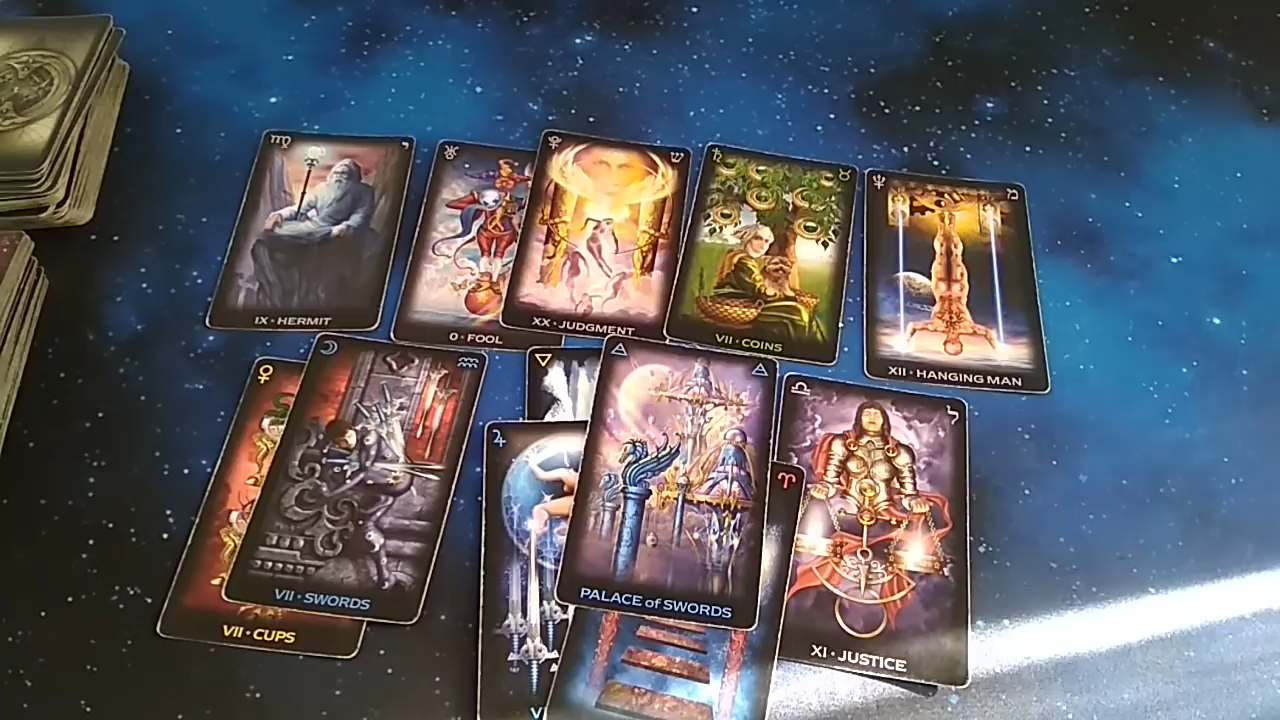 IX • HERMIT
0 • FOOL
XX • JUDGMENT
VII • COINS
XII • HANGING MAN
VII • CUPS
VII • SWORDS
V
PALACE of SWORDS
XI • JUSTICE